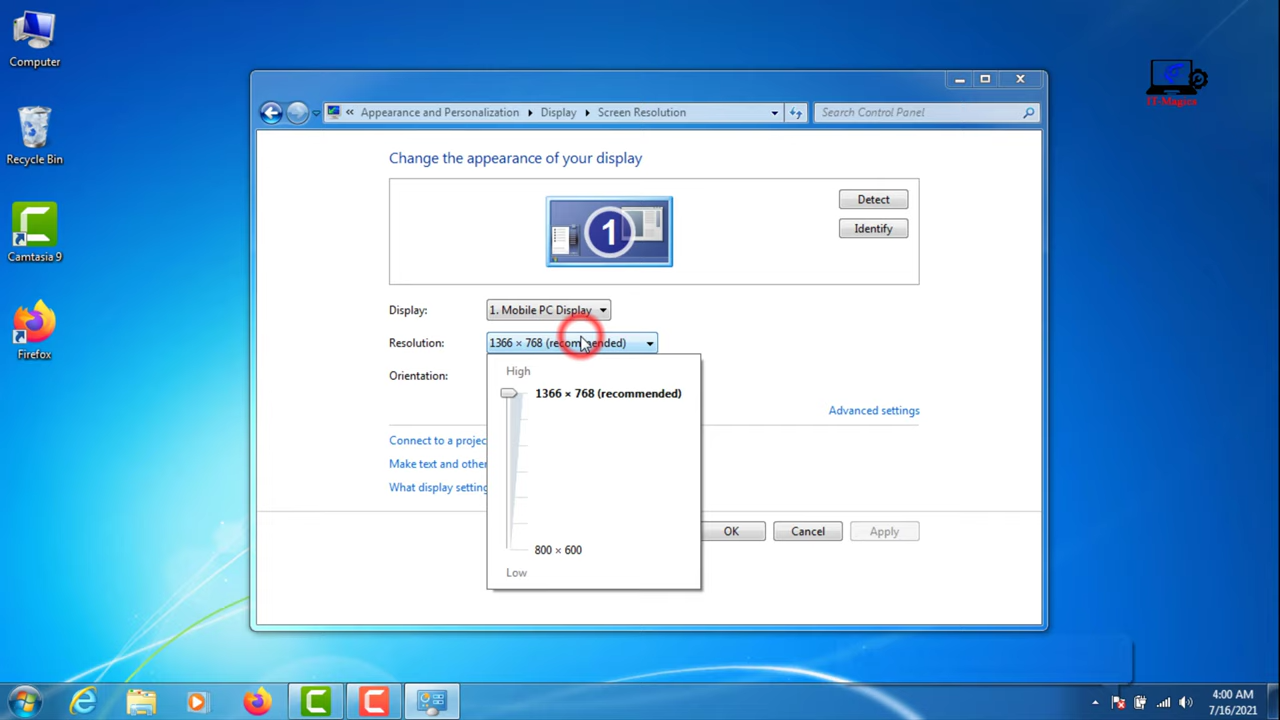 Computer
Recycle Bin
Camtasia 9
Firefox
IT-Magics
« Appearance and Personalization ▸ Display ▸ Screen Resolution
Search Control Panel
Change the appearance of your display
1
Detect
Identify
Display: 1. Mobile PC Display
Resolution: 1366 × 768 (recommended)
High
Orientation:
1366 × 768 (recommended)
Advanced settings
Connect to a projec
Make text and other
What display setting
OK Cancel Apply
800 × 600
Low
4:00 AM
7/16/2021